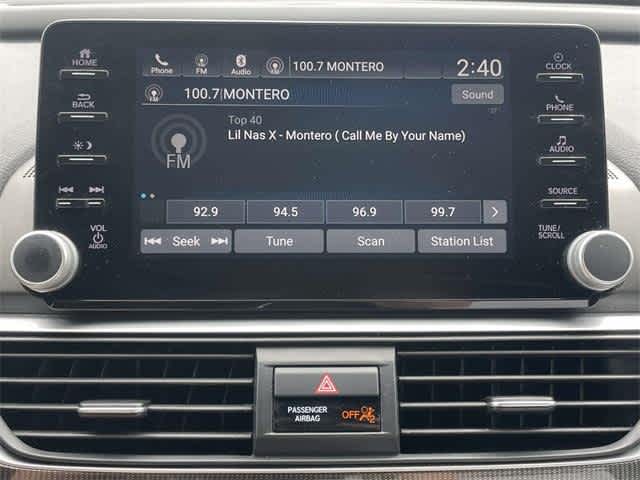 HOME
BACK
VOL
AUDIO
Phone
FM
Audio
100.7 MONTERO
2:40
100.7|MONTERO
Sound
Top 40
Lil Nas X - Montero ( Call Me By Your Name)
FM
92.9
94.5
96.9
99.7
Seek
Tune
Scan
Station List
CLOCK
PHONE
AUDIO
SOURCE
TUNE/
SCROLL
PASSENGER
AIRBAG
OFF
2